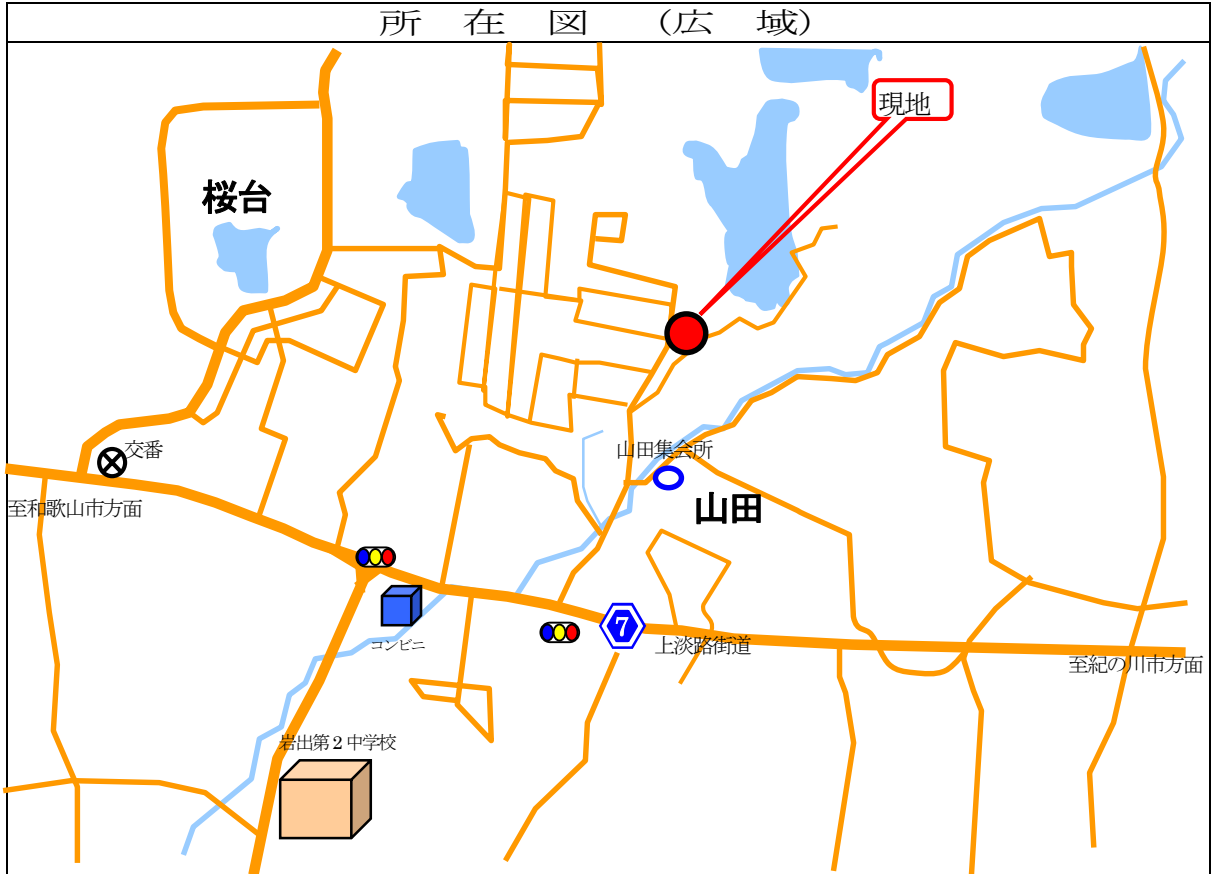 所 在 図 (広 域)
現地
桜台
交番
山田集会所
至和歌山市方面
山田
7
コンビニ
上淡路街道
至紀の川市方面
岩出第2中学校